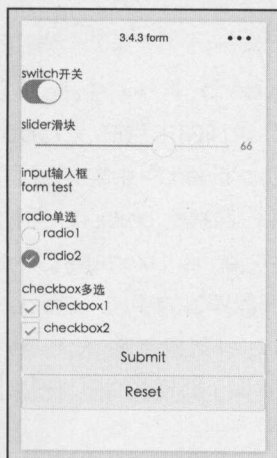 3.4.3 form
switch开关
slider滑块
66
input输入框
form test
radio单选
radio1
radio2
checkbox多选
checkbox1
checkbox2
Submit
Reset